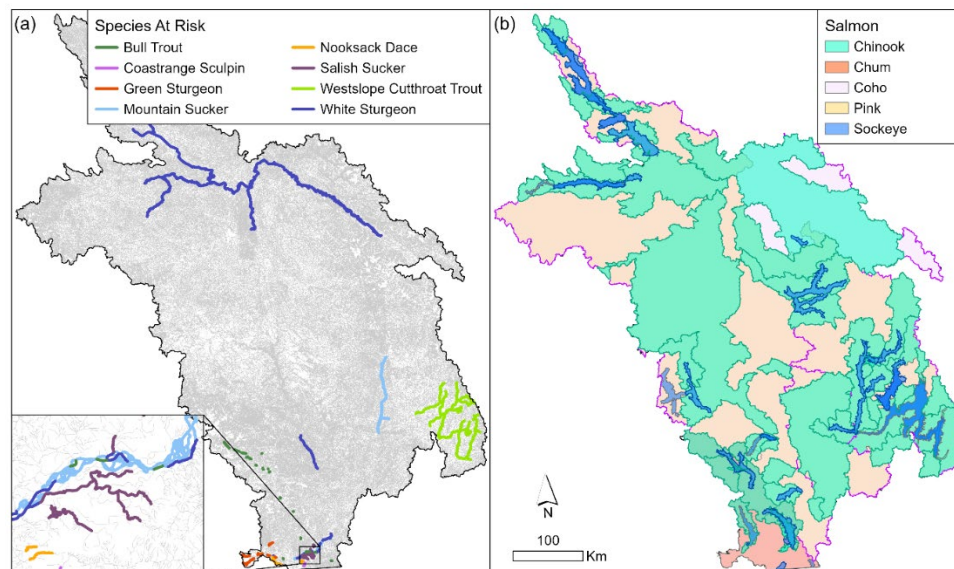 (a)
Species At Risk
Bull Trout
Coastrange Sculpin
Green Sturgeon
Mountain Sucker
Nooksack Dace
Salish Sucker
Westslope Cutthroat Trout
White Sturgeon
(b)
Salmon
Chinook
Chum
Coho
Pink
Sockeye
N
100
Km